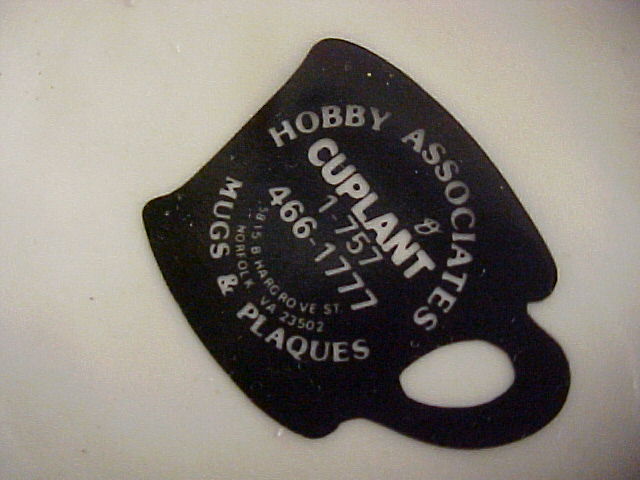 HOBBY ASSOCIATES
&
CUPLANT
1-757
466-1777
3815 B HARGROVE ST.
NORFOLK VA 23502
MUGS & PLAQUES